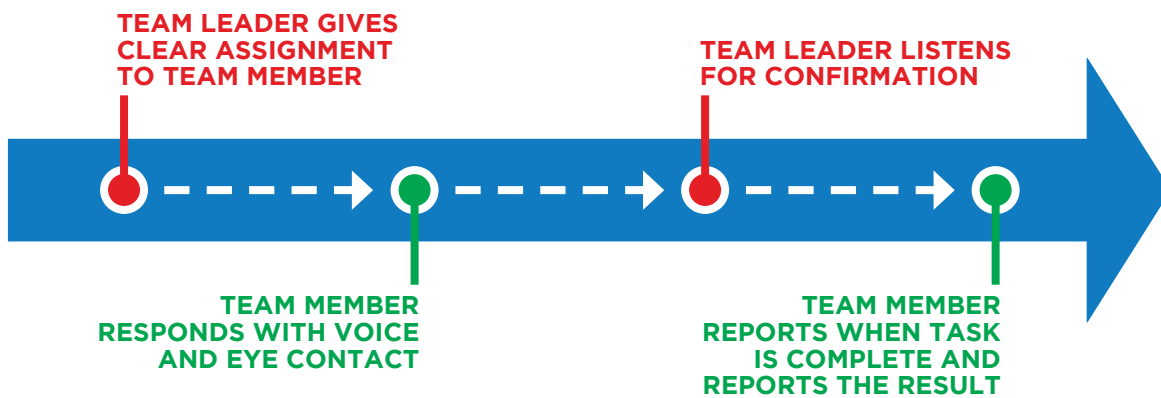 TEAM LEADER GIVES
CLEAR ASSIGNMENT
TO TEAM MEMBER
TEAM MEMBER
RESPONDS WITH VOICE
AND EYE CONTACT
TEAM LEADER LISTENS
FOR CONFIRMATION
TEAM MEMBER
REPORTS WHEN TASK
IS COMPLETE AND
REPORTS THE RESULT